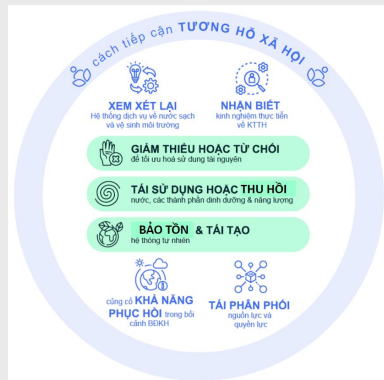 cách tiếp cận TƯƠNG HỖ XÃ HỘI
XEM XÉT LẠI
Hệ thống dịch vụ về nước sạch
và vệ sinh môi trường
NHẬN BIẾT
kinh nghiệm thực tiễn
về KTTH
GIẢM THIỂU HOẶC TỪ CHỐI
để tối ưu hoá sử dụng tài nguyên
TÁI SỬ DỤNG HOẶC THU HỒI
nước, các thành phần dinh dưỡng & năng lượng
BẢO TỒN & TÁI TẠO
hệ thông tự nhiên
củng cố KHẢ NĂNG
PHỤC HỒI trong bối
cảnh BĐKH
TÁI PHÂN PHỐI
nguồn lực và
quyền lực